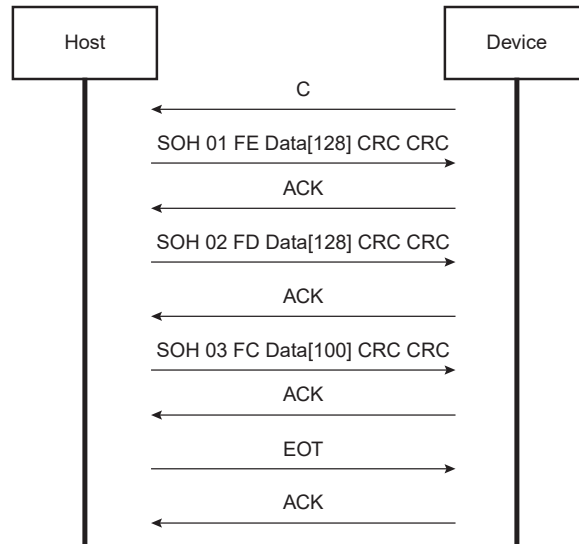 Host
Device
C
SOH 01 FE Data[128] CRC CRC
ACK
SOH 02 FD Data[128] CRC CRC
ACK
SOH 03 FC Data[100] CRC CRC
ACK
EOT
ACK